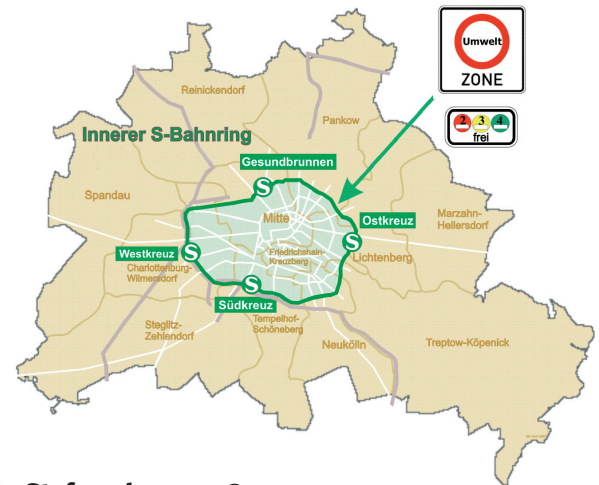 Umwelt
ZONE
2 3 4
frei
Reinickendorf
Pankow
Innerer S-Bahnring
Gesundbrunnen
S
Spandau
Mitte
Ostkreuz
S
Marzahn-
Hellersdorf
Westkreuz
S
Friedrichshain-
Kreuzberg
Lichtenberg
Charlottenburg-
Wilmersdorf
S
Südkreuz
Steglitz-
Zehlendorf
Tempelhof-
Schöneberg
Neukölln
Treptow-Köpenick